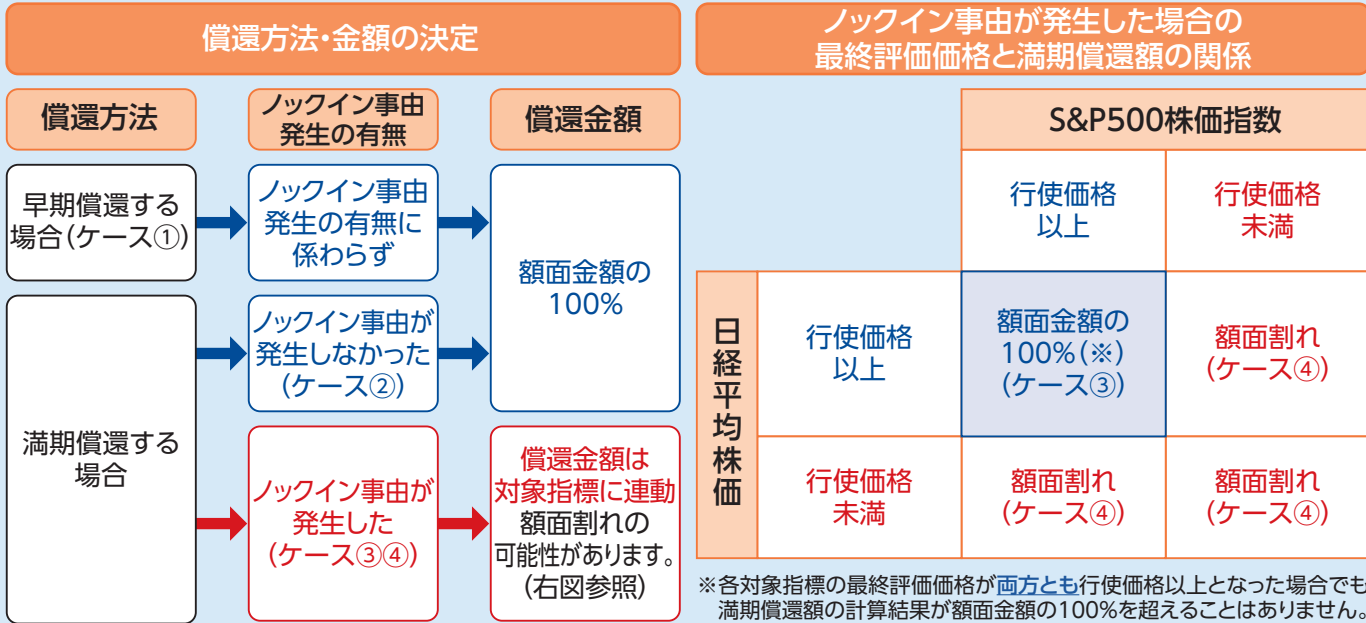 償還方法・金額の決定
償還方法
ノックイン事由
発生の有無
償還金額
早期償還する
場合(ケース①)
ノックイン事由
発生の有無に
係わらず
額面金額の
100%
満期償還する
場合
ノックイン事由が
発生しなかった
(ケース②)
ノックイン事由が
発生した
(ケース③④)
償還金額は
対象指標に連動
額面割れの
可能性があります。
(右図参照)
ノックイン事由が発生した場合の
最終評価価格と満期償還額の関係
S&P500株価指数
行使価格
以上
行使価格
未満
日経平均株価
行使価格
以上
額面金額の
100%(※)
(ケース③)
額面割れ
(ケース④)
行使価格
未満
額面割れ
(ケース④)
額面割れ
(ケース④)
※各対象指標の最終評価価格が両方とも行使価格以上となった場合でも
満期償還額の計算結果が額面金額の100%を超えることはありません。